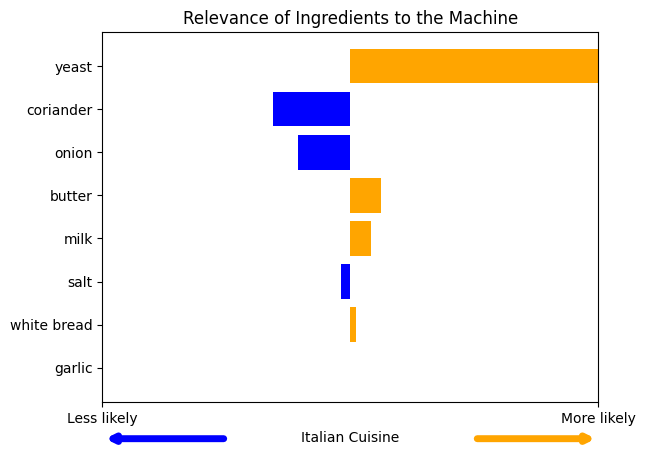 Relevance of Ingredients to the Machine
yeast
coriander
onion
butter
milk
salt
white bread
garlic
Less likely
More likely
Italian Cuisine